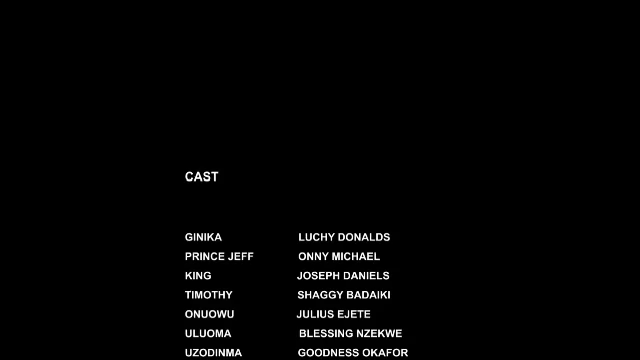 CAST
GINIKA LUCHY DONALDS
PRINCE JEFF ONNY MICHAEL
KING JOSEPH DANIELS
TIMOTHY SHAGGY BADAIKI
ONUOWU JULIUS EJETE
ULUOMA BLESSING NZEKWE
UZODINMA GOODNESS OKAFOR